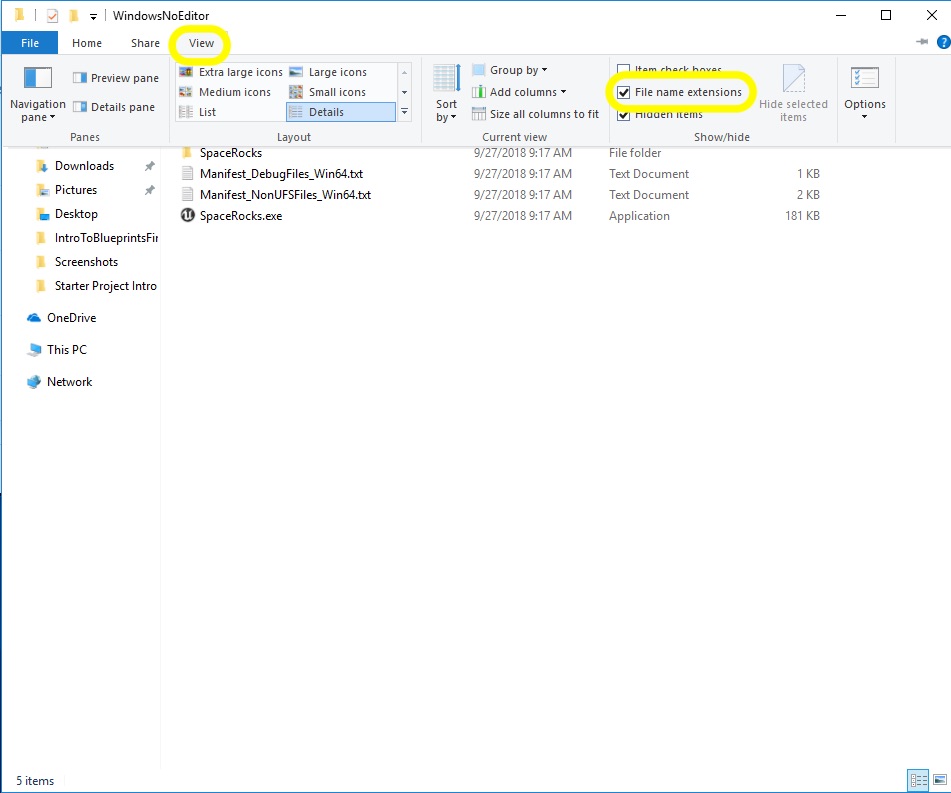 WindowsNoEditor
File Home Share View
Navigation pane
Preview pane
Details pane
Panes
Extra large icons Large icons
Medium icons Small icons
List Details
Layout
Sort by
Group by
Add columns
Size all columns to fit
Current view
Item check boxes
File name extensions
Hidden items
Hide selected items
Show/hide
Options
Downloads
Pictures
Desktop
IntroToBlueprintsFir
Screenshots
Starter Project Intro
OneDrive
This PC
Network
SpaceRocks 9/27/2018 9:17 AM File folder
Manifest_DebugFiles_Win64.txt 9/27/2018 9:17 AM Text Document 1 KB
Manifest_NonUFSFiles_Win64.txt 9/27/2018 9:17 AM Text Document 2 KB
SpaceRocks.exe 9/27/2018 9:17 AM Application 181 KB
5 items